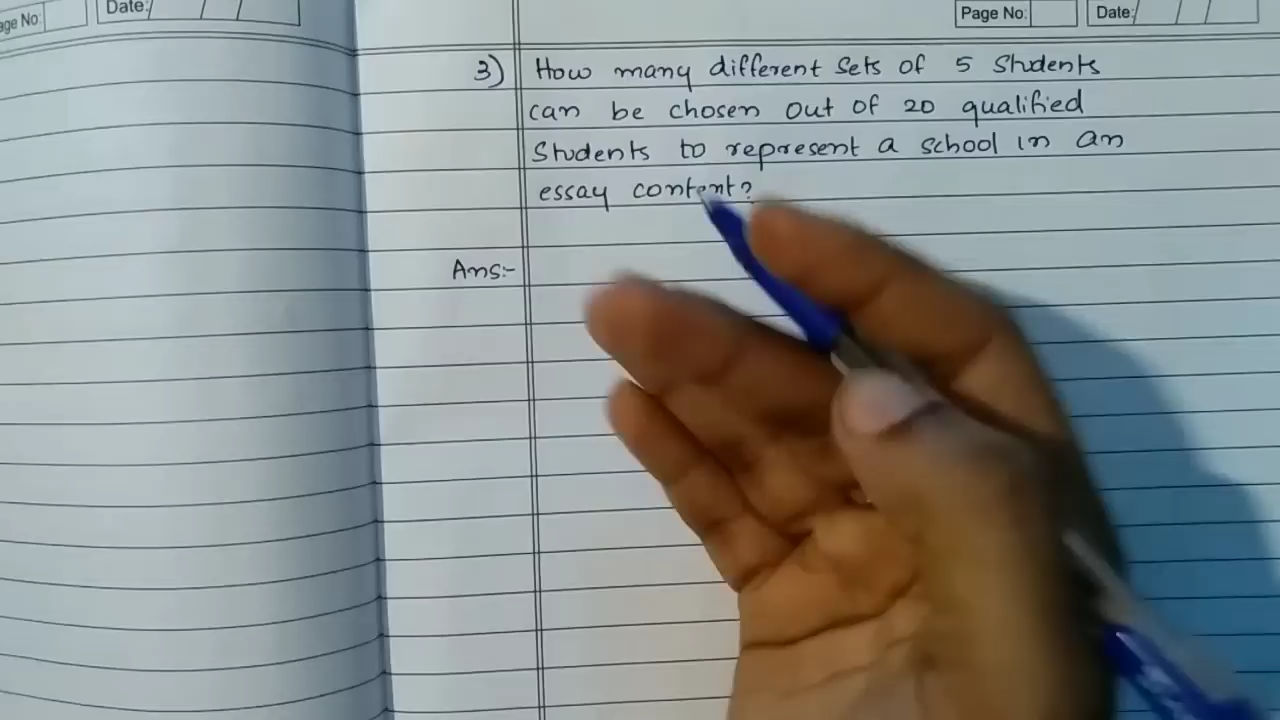 age No:
Date: / / /
Page No:
Date: / / /
3) How many different sets of 5 students
can be chosen out of 20 qualified
students to represent a school in an
essay content?
Ans:-